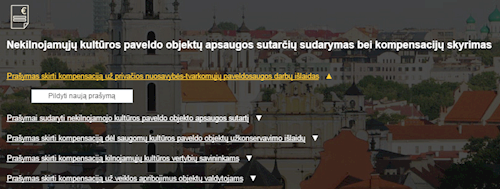 €
Nekilnojamųjų kultūros paveldo objektų apsaugos sutarčių sudarymas bei kompensacijų skyrimas
Prašymas skirti kompensaciją už privačios nuosavybės-tvarkomųjų paveldosaugos darbų išlaidas ▲
Pildyti naują prašymą
Prašymai sudaryti nekilnojamojo kultūros paveldo objekto apsaugos sutartį ▼
Prašymas skirti kompensaciją dėl saugomų kultūros paveldo objektų užkonservavimo išlaidų ▼
Prašymas skirti kompensaciją kilnojamųjų kultūros vertybių savininkams ▼
Prašymas skirti kompensaciją už veiklos apribojimus objektų valdytojams ▼